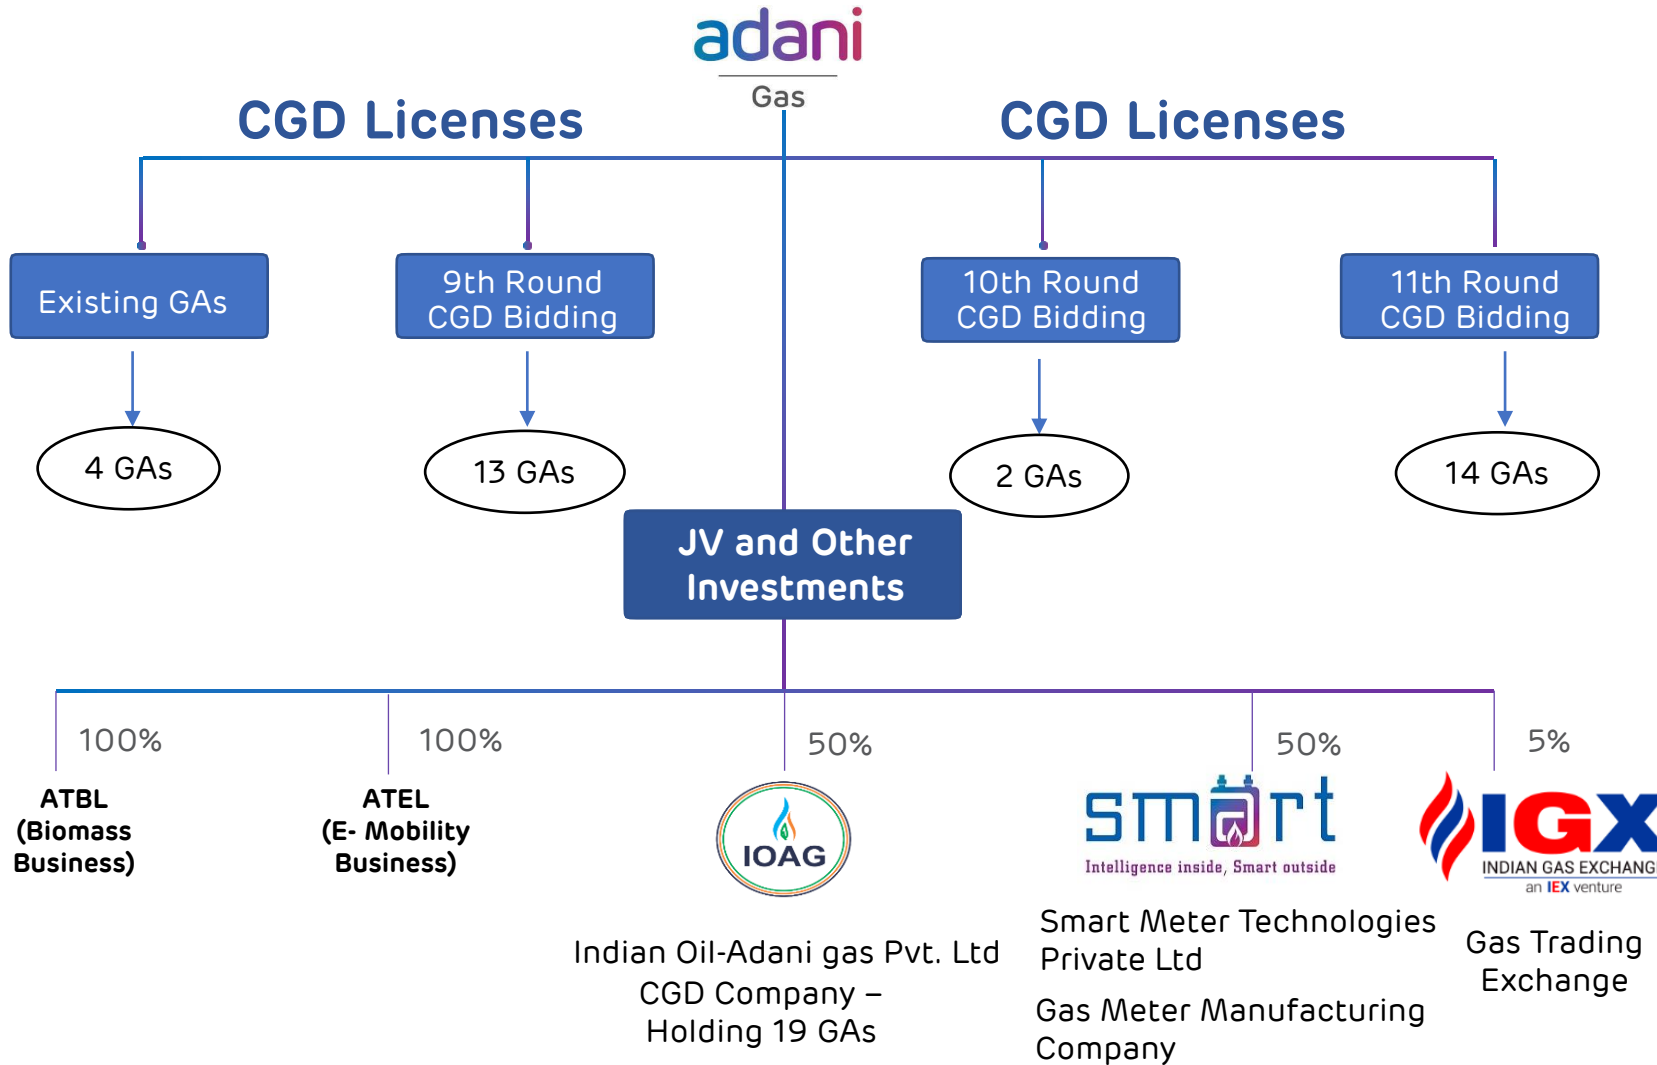 adani
Gas
CGD Licenses
CGD Licenses
Existing GAs
9th Round
CGD Bidding
10th Round
CGD Bidding
11th Round
CGD Bidding
4 GAs
13 GAs
2 GAs
14 GAs
JV and Other
Investments
100%
100%
50%
50%
5%
ATBL
(Biomass
Business)
ATEL
(E- Mobility
Business)
IOAG
smart
Intelligence inside, Smart outside
IGX
INDIAN GAS EXCHANGE
an IEX venture
Indian Oil-Adani gas Pvt. Ltd
CGD Company –
Holding 19 GAs
Smart Meter Technologies
Private Ltd
Gas Meter Manufacturing
Company
Gas Trading
Exchange